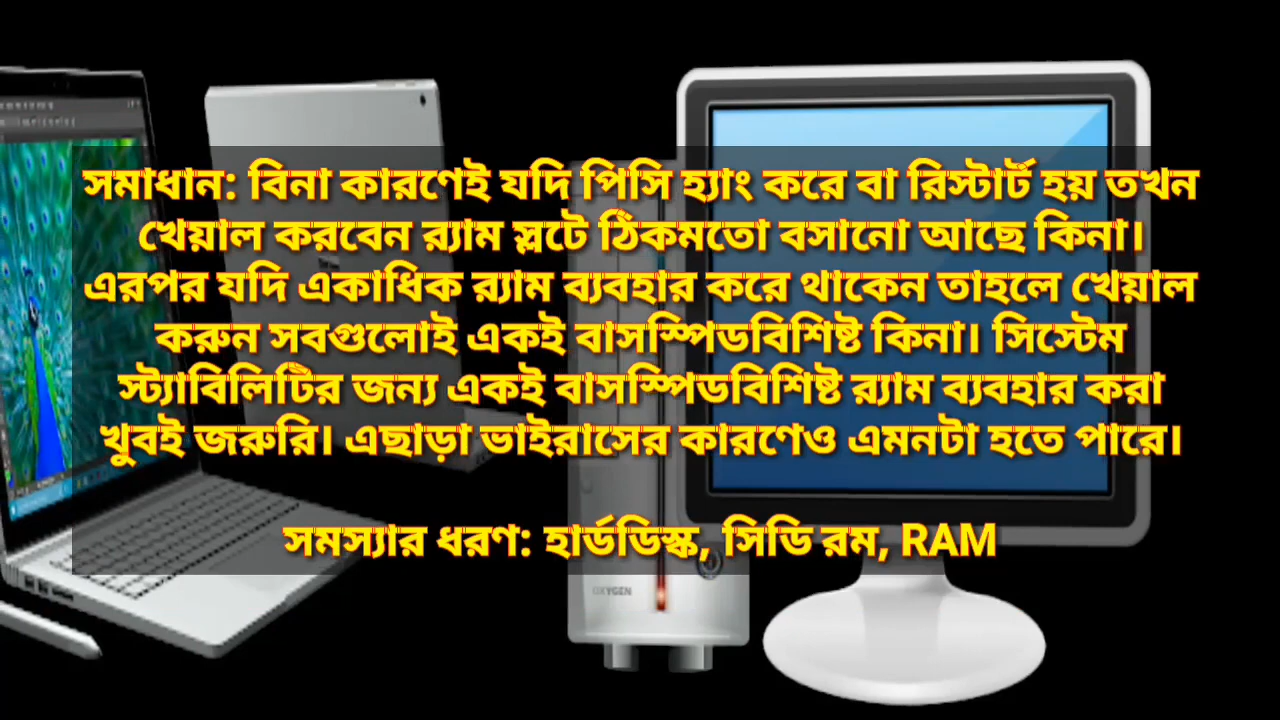 সমাধান: বিনা কারণেই যদি পিসি হ্যাং করে বা রিস্টার্ট হয় তখন
খেয়াল করবেন র‍্যাম স্লটে ঠিকমতো বসানো আছে কিনা।
এরপর যদি একাধিক র‍্যাম ব্যবহার করে থাকেন তাহলে খেয়াল
করুন সবগুলোই একই বাসস্পিডবিশিষ্ট কিনা। সিস্টেম
স্ট্যাবিলিটির জন্য একই বাসস্পিডবিশিষ্ট র‍্যাম ব্যবহার করা
খুবই জরুরি। এছাড়া ভাইরাসের কারণেও এমনটা হতে পারে।
সমস্যার ধরণ: হার্ডডিস্ক, সিডি রম, RAM
OXYGEN